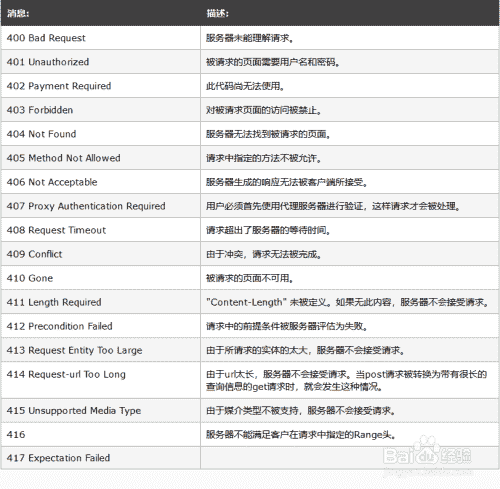 消息: 描述:
400 Bad Request 服务器未能理解请求。
401 Unauthorized 被请求的页面需要用户名和密码。
402 Payment Required 此代码尚无法使用。
403 Forbidden 对被请求页面的访问被禁止。
404 Not Found 服务器无法找到被请求的页面。
405 Method Not Allowed 请求中指定的方法不被允许。
406 Not Acceptable 服务器生成的响应无法被客户端所接受。
407 Proxy Authentication Required 用户必须首先使用代理服务器进行验证，这样请求才会被处理。
408 Request Timeout 请求超出了服务器的等待时间。
409 Conflict 由于冲突，请求无法被完成。
410 Gone 被请求的页面不可用。
411 Length Required "Content-Length" 未被定义。如果无此内容，服务器不会接受请求。
412 Precondition Failed 请求中的前提条件被服务器评估为失败。
413 Request Entity Too Large 由于所请求的实体的太大，服务器不会接受请求。
414 Request-url Too Long 由于url太长，服务器不会接受请求。当post请求被转换为带有很长的
查询信息的get请求时，就会发生这种情况。
415 Unsupported Media Type 由于媒介类型不被支持，服务器不会接受请求。
416 服务器不能满足客户在请求中指定的Range头。
417 Expectation Failed
Baidu经验